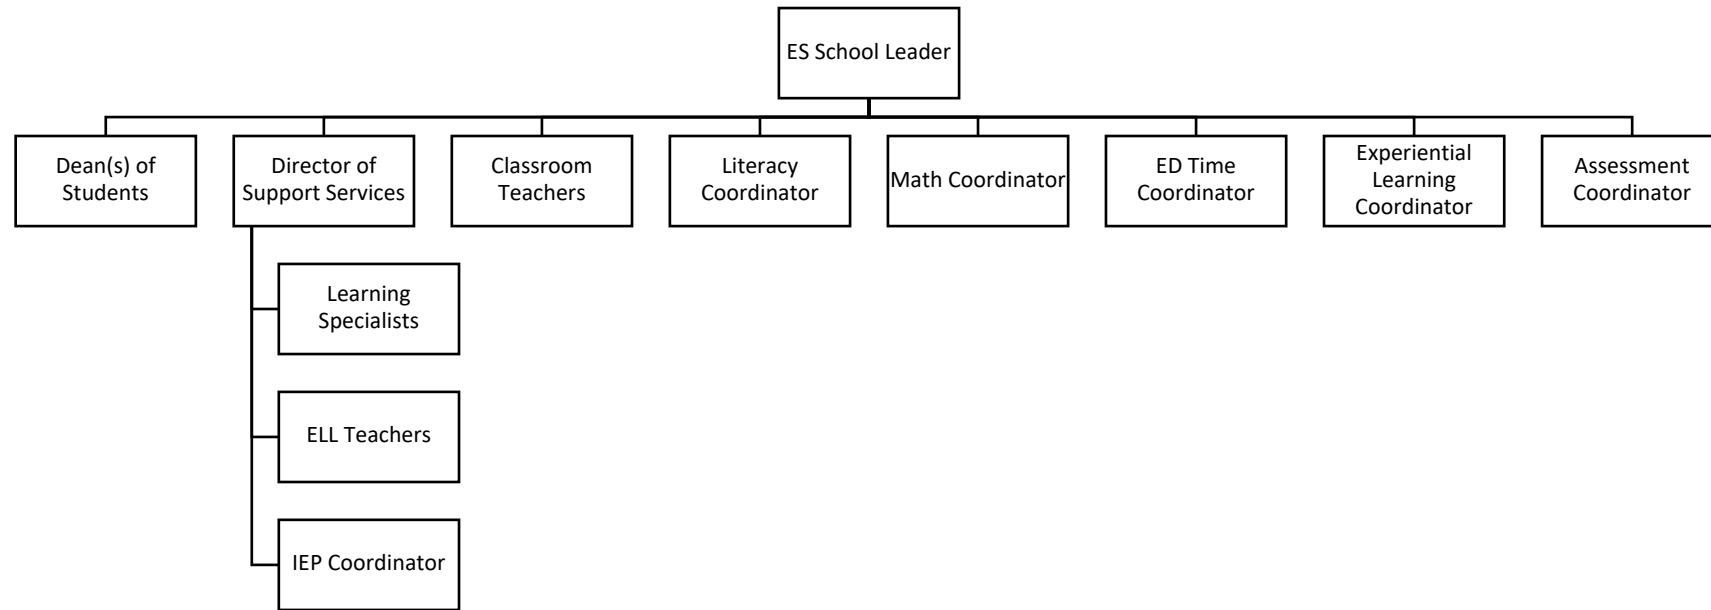 ES School Leader
Dean(s) of
Students
Director of
Support Services
Classroom
Teachers
Literacy
Coordinator
Math Coordinator
ED Time
Coordinator
Experiential
Learning
Coordinator
Assessment
Coordinator
Learning
Specialists
ELL Teachers
IEP Coordinator